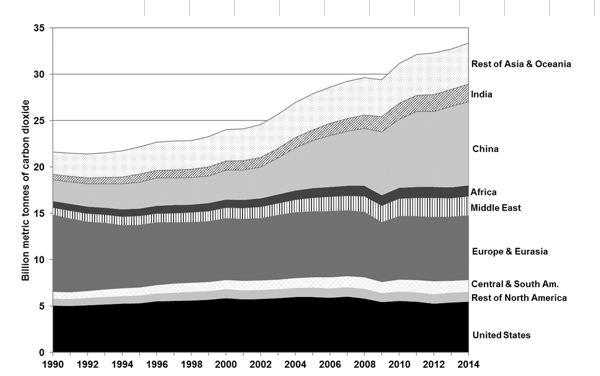 35
30
25
20
15
10
5
0
Billion metric tonnes of carbon dioxide
1990 1992 1994 1996 1998 2000 2002 2004 2006 2008 2010 2012 2014
Rest of Asia & Oceania
India
China
Africa
Middle East
Europe & Eurasia
Central & South Am.
Rest of North America
United States